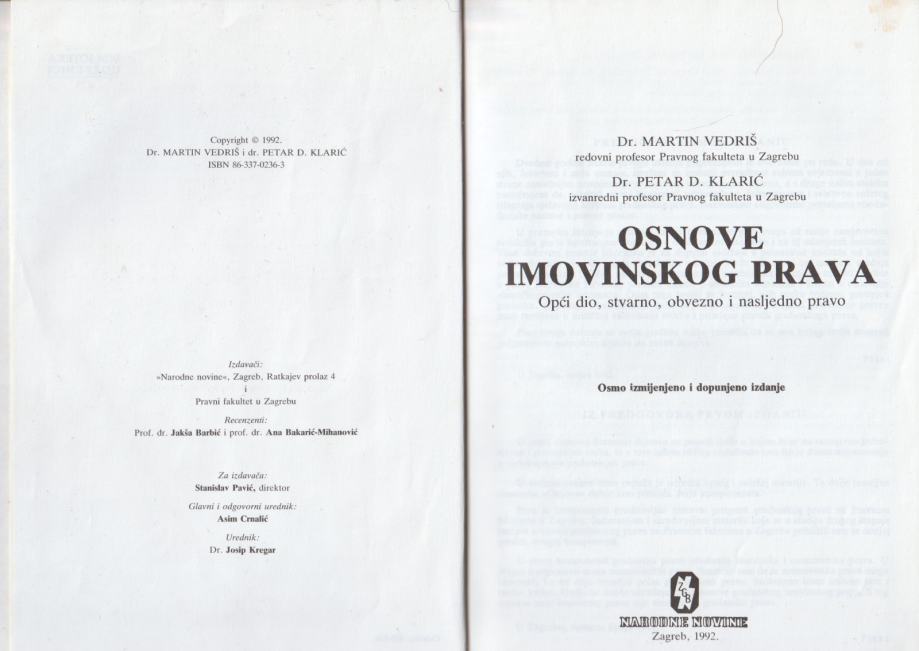 Copyright © 1992.
Dr. MARTIN VEDRIŠ i dr. PETAR D. KLARIĆ
ISBN 86-337-0236-3
Izdavači:
»Narodne novine«, Zagreb, Ratkajev prolaz 4
i
Pravni fakultet u Zagrebu
Recenzenti:
Prof. dr. Jakša Barbić i prof. dr. Ana Bakarić-Mihanović
Za izdavača:
Stanislav Pavić, direktor
Glavni i odgovorni urednik:
Asim Crnalić
Urednik:
Dr. Josip Kregar
Dr. MARTIN VEDRIŠ
redovni profesor Pravnog fakulteta u Zagrebu
Dr. PETAR D. KLARIĆ
izvanredni profesor Pravnog fakulteta u Zagrebu
OSNOVE
IMOVINSKOG PRAVA
Opći dio, stvarno, obvezno i nasljedno pravo
Osmo izmijenjeno i dopunjeno izdanje
ZGB
NARODNE NOVINE
Zagreb, 1992.